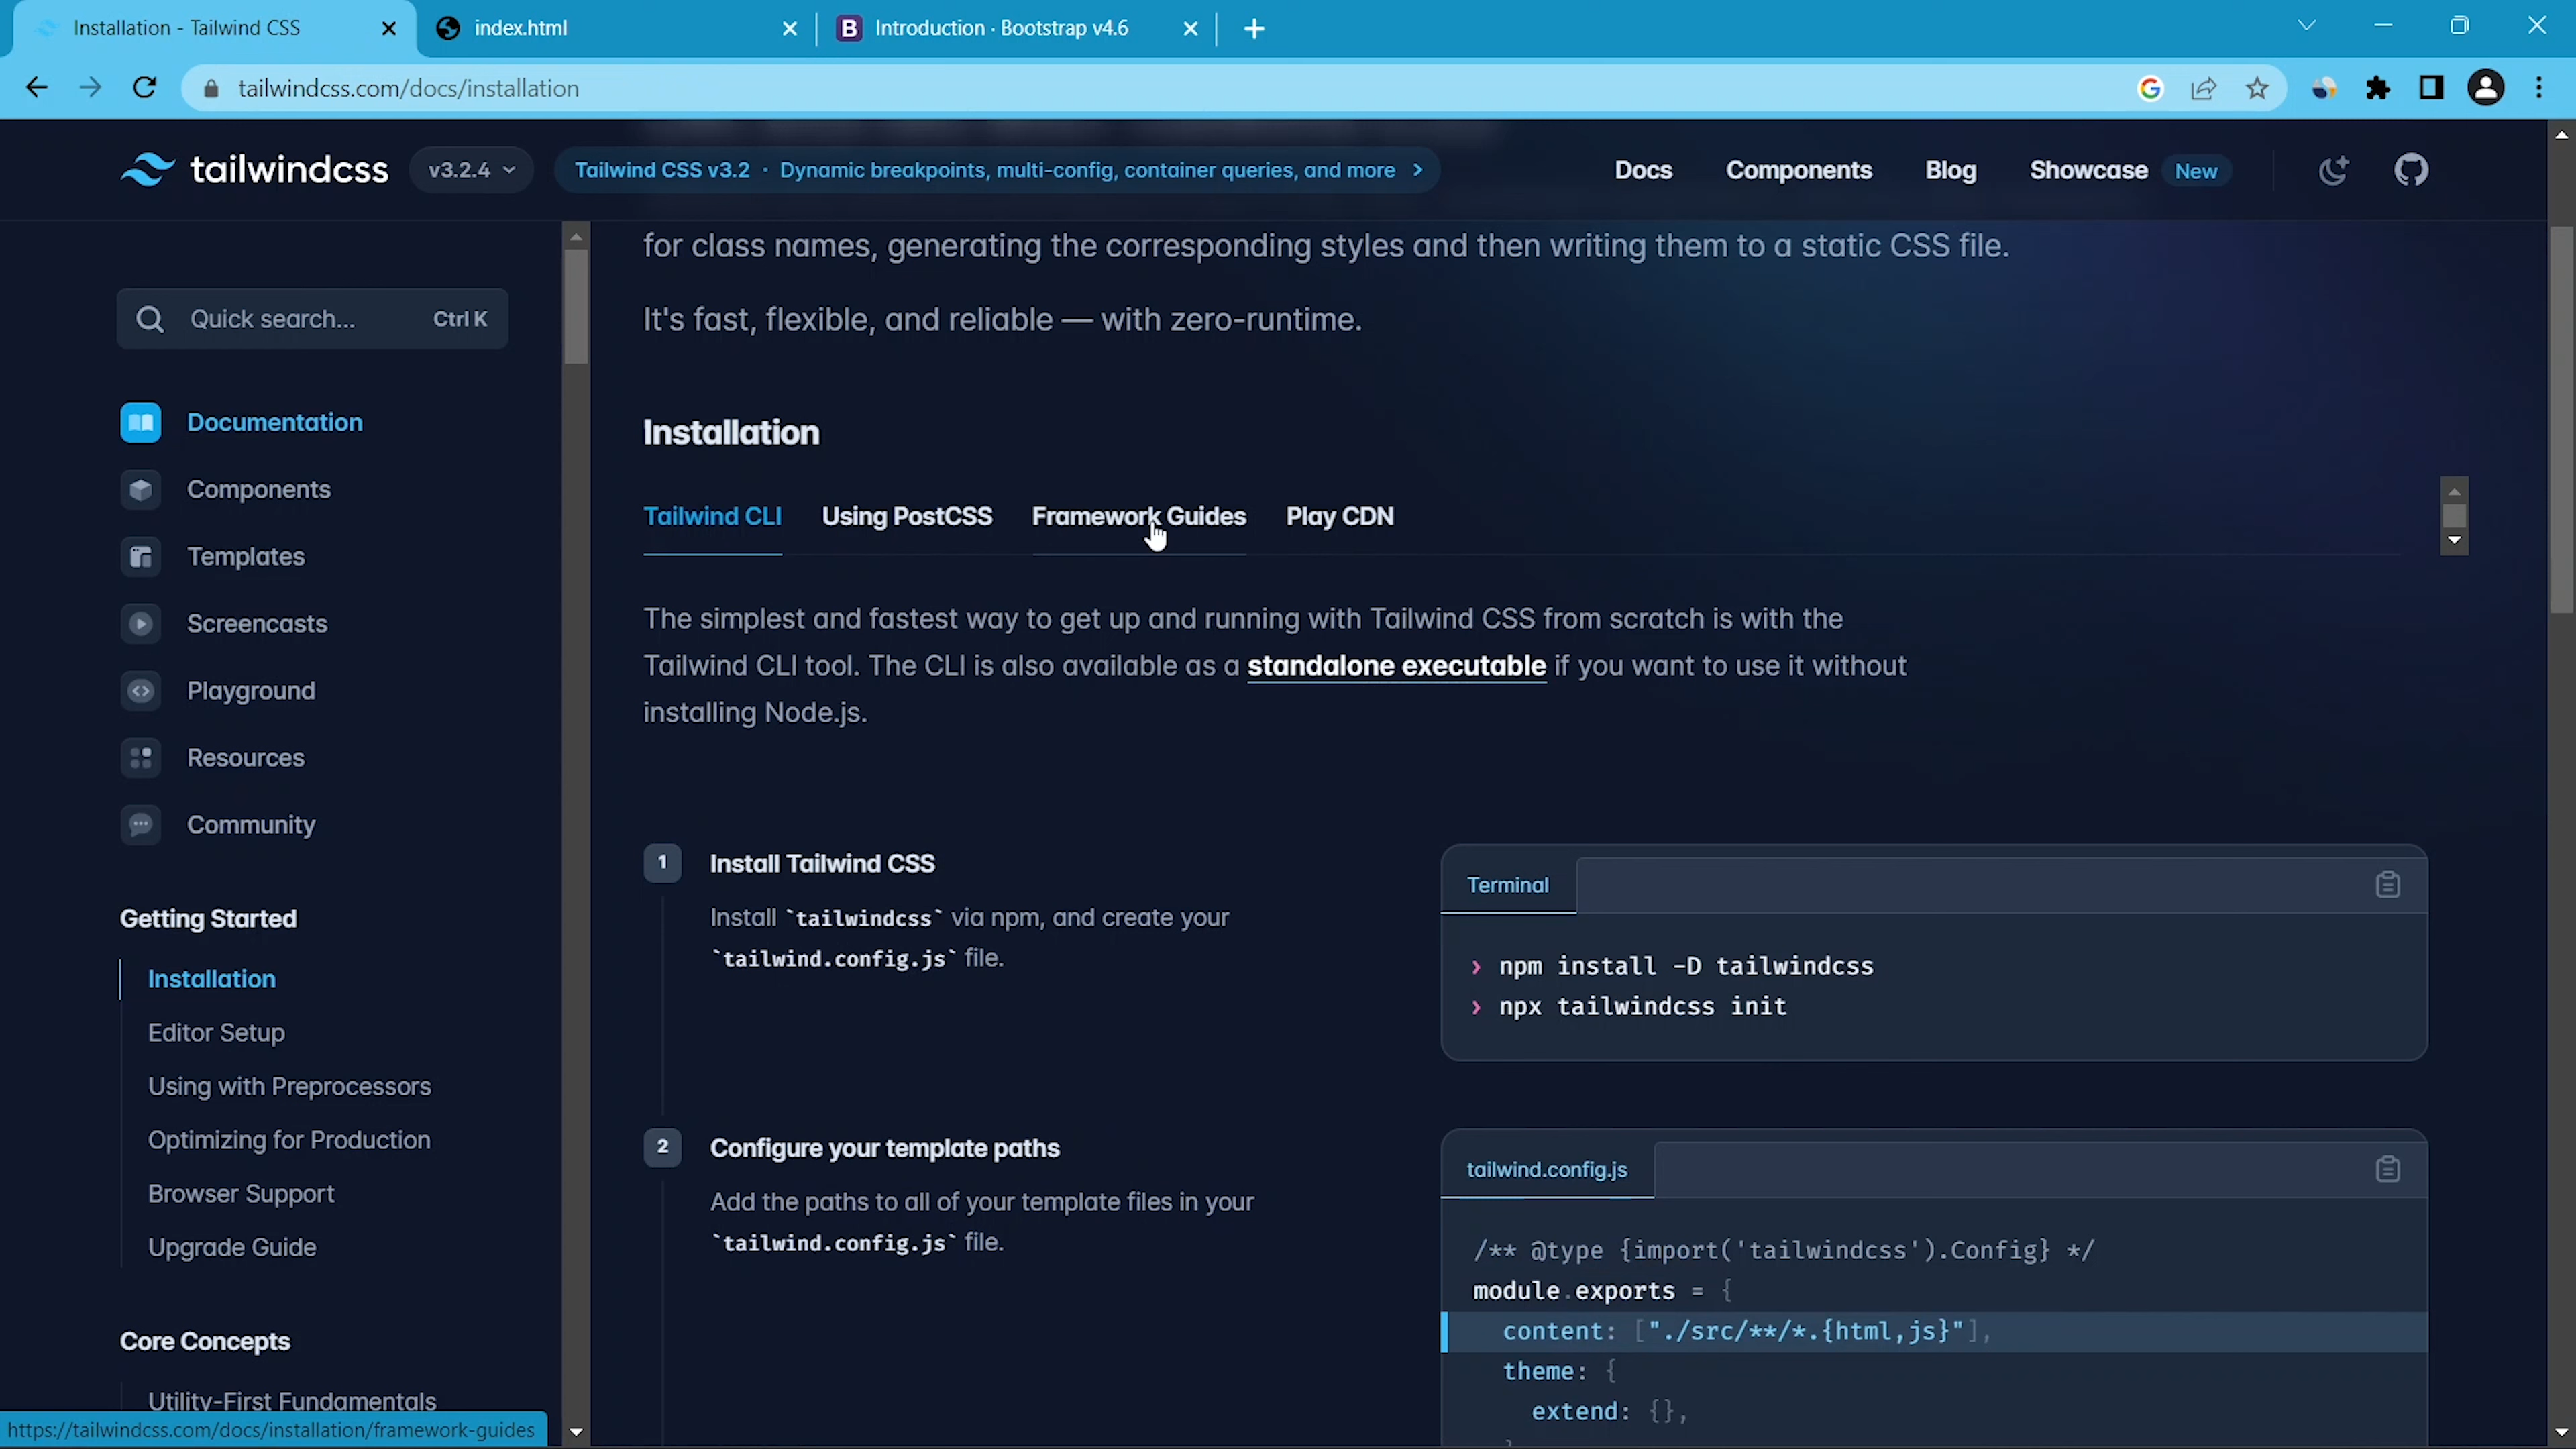 Installation - Tailwind CSS
index.html
Introduction · Bootstrap v4.6
tailwindcss.com/docs/installation
tailwindcss
v3.2.4
Tailwind CSS v3.2 · Dynamic breakpoints, multi-config, container queries, and more
Docs
Components
Blog
Showcase
New
Quick search...
Ctrl K
Documentation
Components
Templates
Screencasts
Playground
Resources
Community
Getting Started
Installation
Editor Setup
Using with Preprocessors
Optimizing for Production
Browser Support
Upgrade Guide
Core Concepts
Utility-First Fundamentals
https://tailwindcss.com/docs/installation/framework-guides
for class names, generating the corresponding styles and then writing them to a static CSS file.
It's fast, flexible, and reliable — with zero-runtime.
Installation
Tailwind CLI
Using PostCSS
Framework Guides
Play CDN
The simplest and fastest way to get up and running with Tailwind CSS from scratch is with the
Tailwind CLI tool. The CLI is also available as a standalone executable if you want to use it without
installing Node.js.
1
Install Tailwind CSS
Install `tailwindcss` via npm, and create your
`tailwind.config.js` file.
Terminal
› npm install -D tailwindcss
› npx tailwindcss init
2
Configure your template paths
Add the paths to all of your template files in your
`tailwind.config.js` file.
tailwind.config.js
/** @type {import('tailwindcss').Config} */
module.exports = {
content: ["./src/**/*.{html,js}"],
theme: {
extend: {},